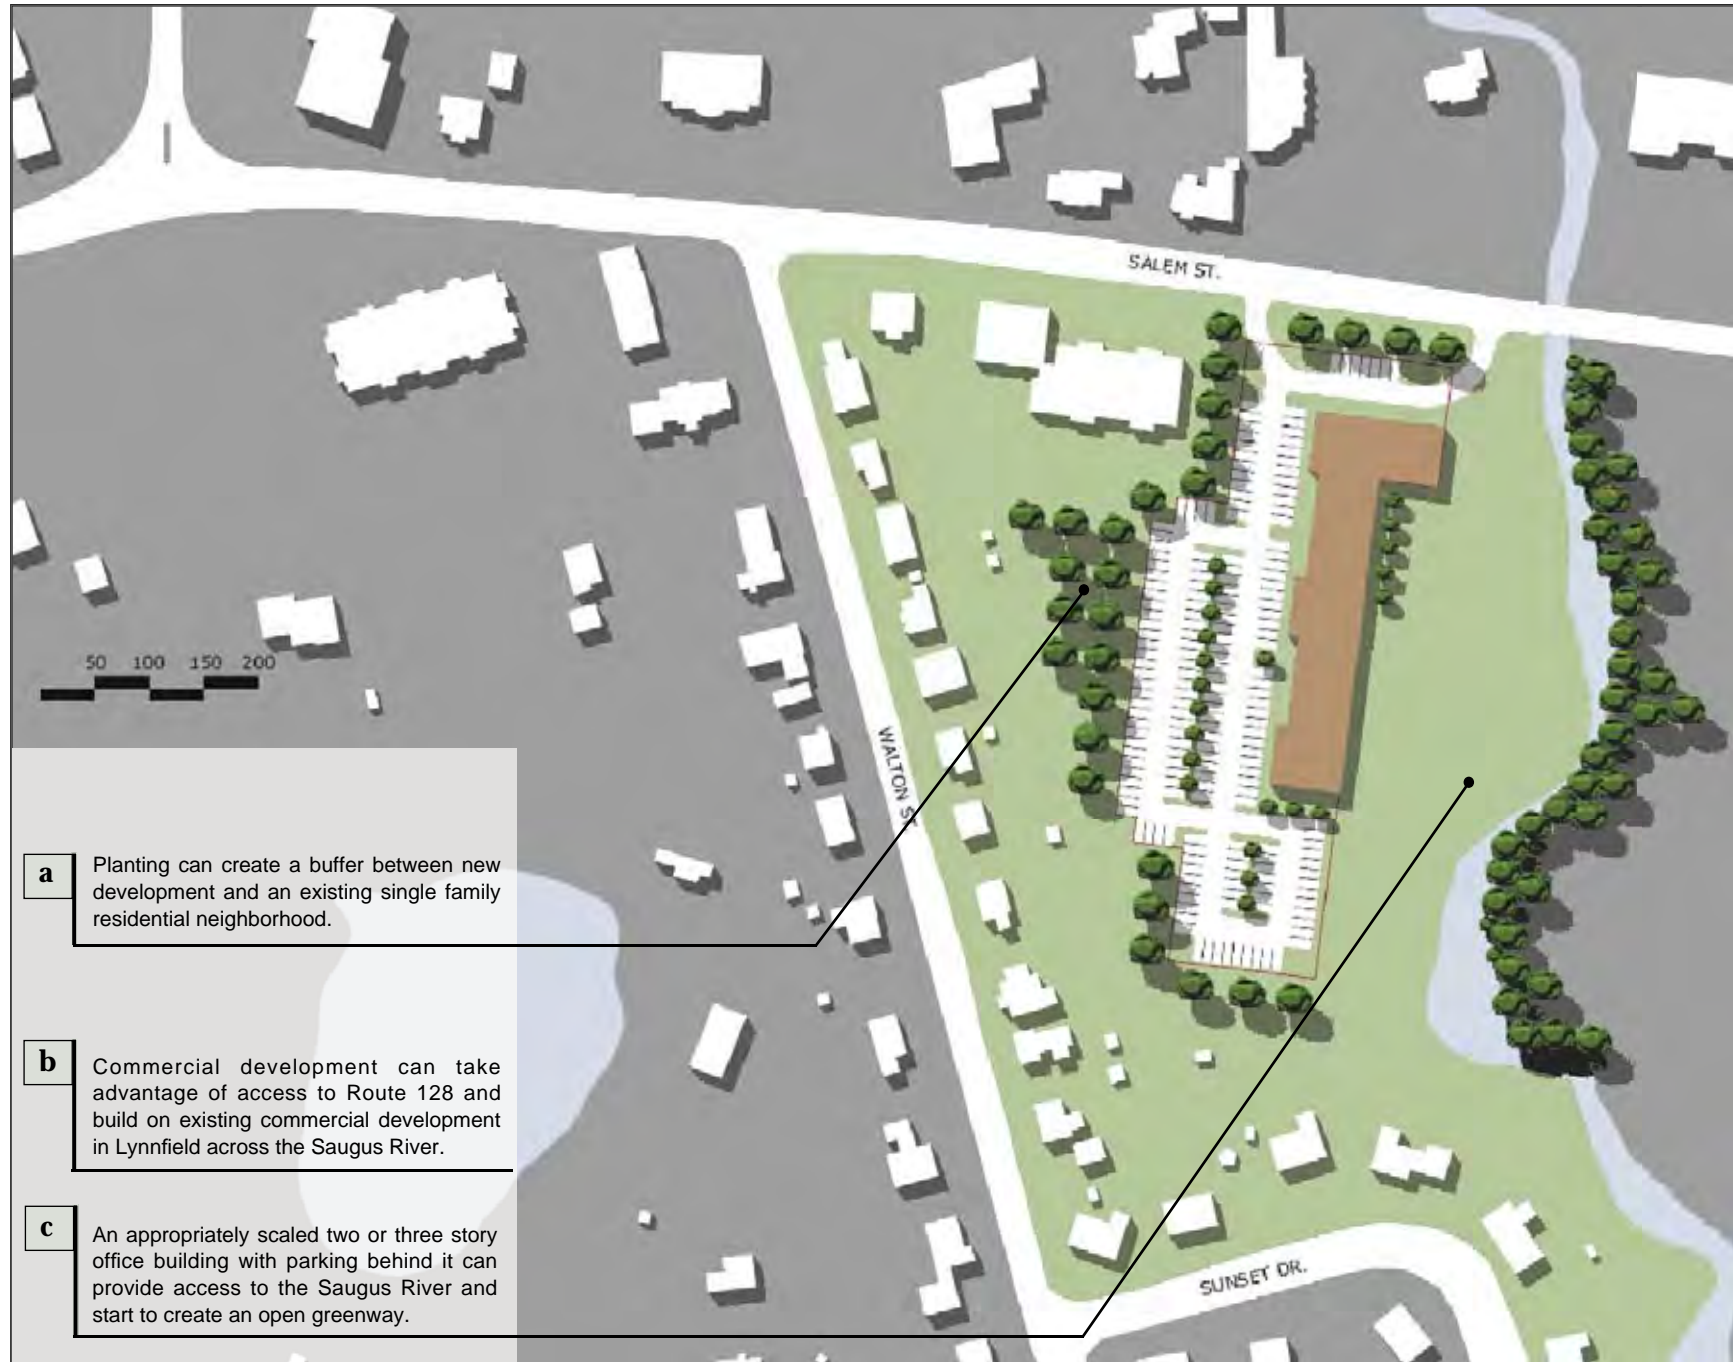 SALEM ST.
50 100 150 200
WALTON ST.
a
Planting can create a buffer between new
development and an existing single family
residential neighborhood.
b
Commercial development can take
advantage of access to Route 128 and
build on existing commercial development
in Lynnfield across the Saugus River.
c
An appropriately scaled two or three story
office building with parking behind it can
provide access to the Saugus River and
start to create an open greenway.
SUNSET DR.